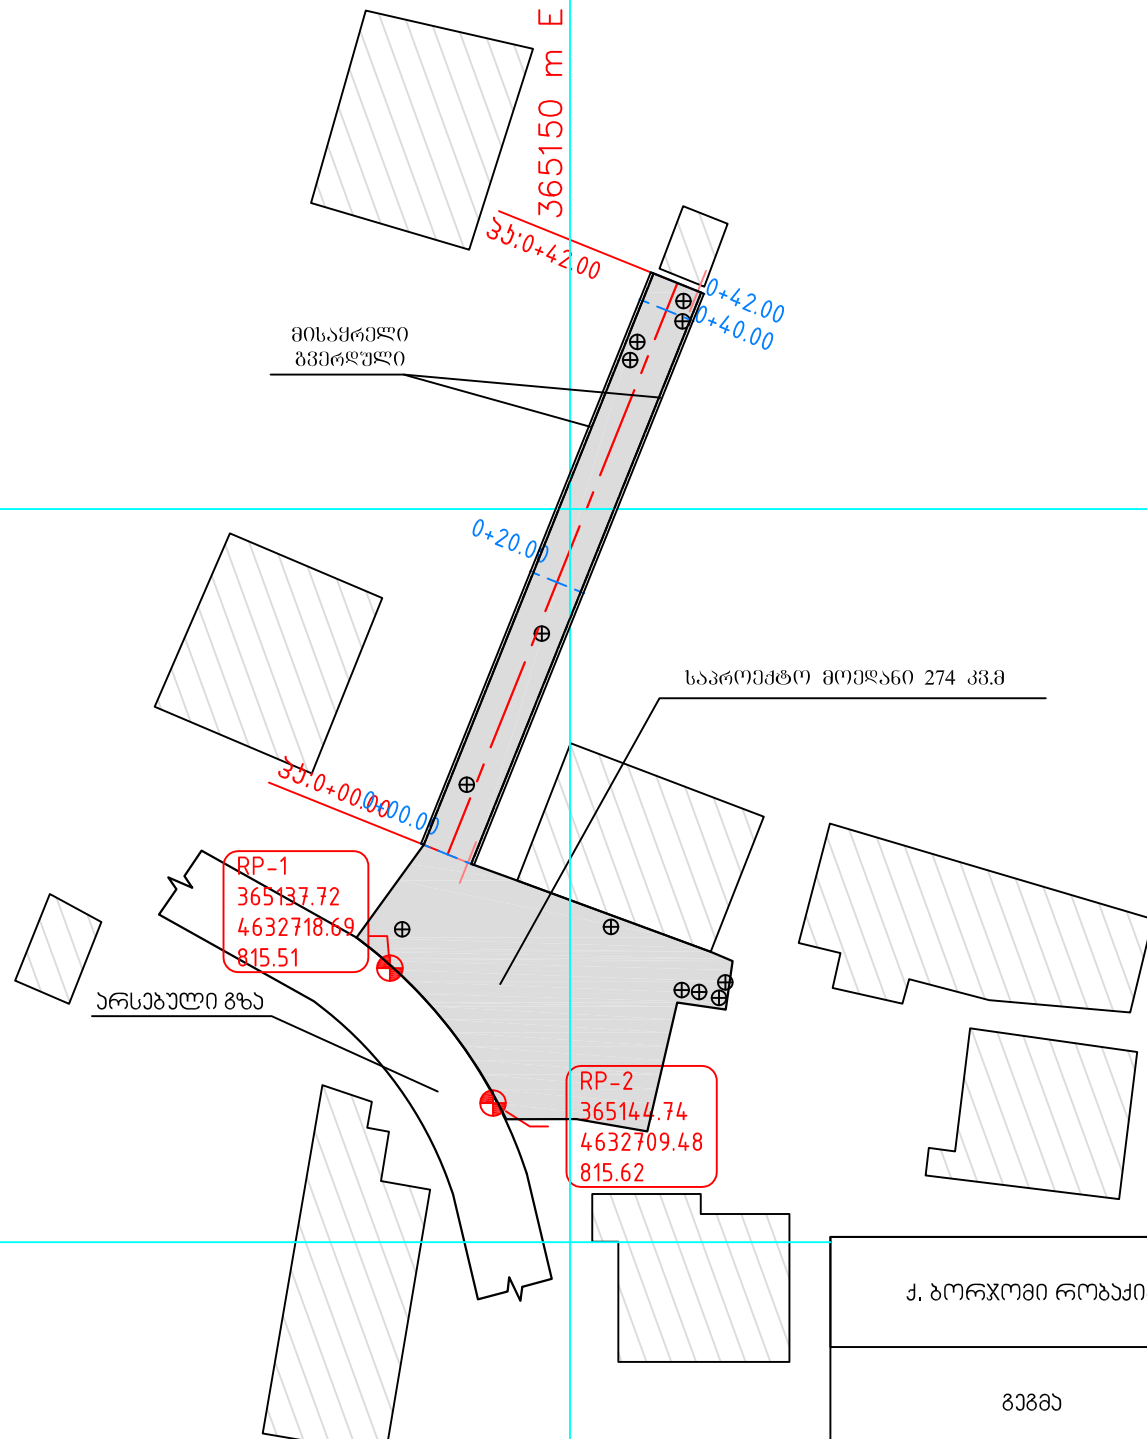 365150 m E
პკ:0+42.00
0+42.00
0+40.00
მისაყრელი
გვერდული
0+20.00
საპროექტო მოედანი 274 კვ.მ
პკ:0+00.00
0+00.00
RP-1
365137.72
4632718.69
815.51
არსებული გზა
RP-2
365144.74
4632709.48
815.62
ქ. ბორჯომი რობაქი
გეგმა